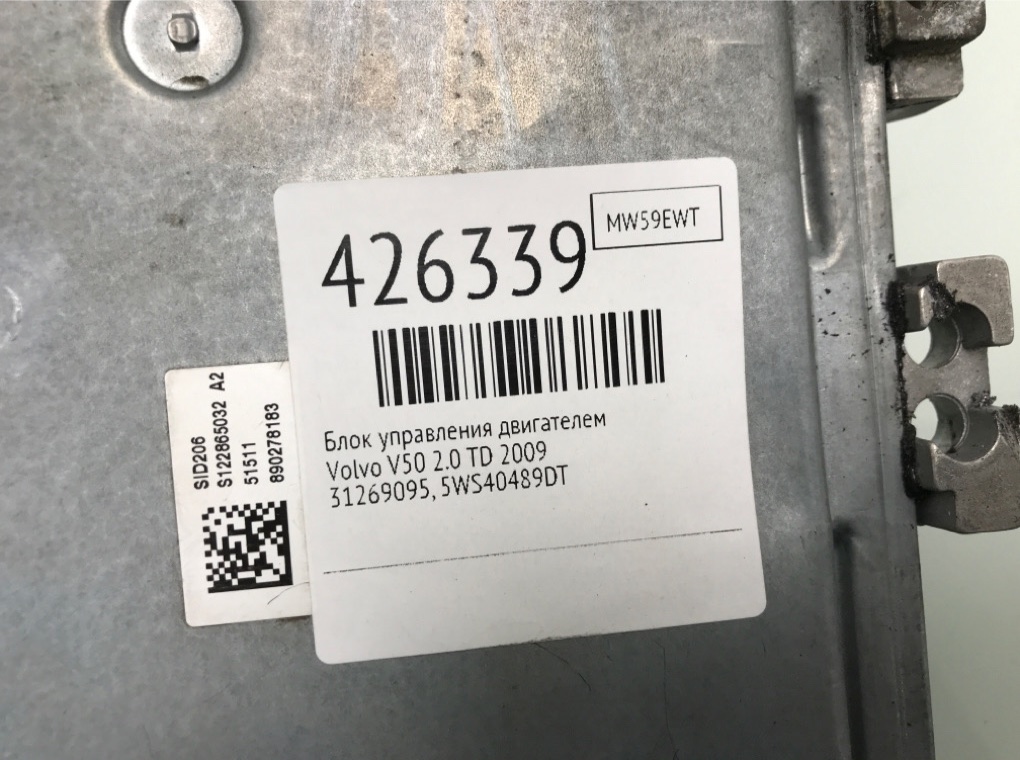 426339
MW59EWT
Блок управления двигателем
Volvo V50 2.0 TD 2009
31269095, 5WS40489DT
SID206
S122865032 A2
51511
890278183